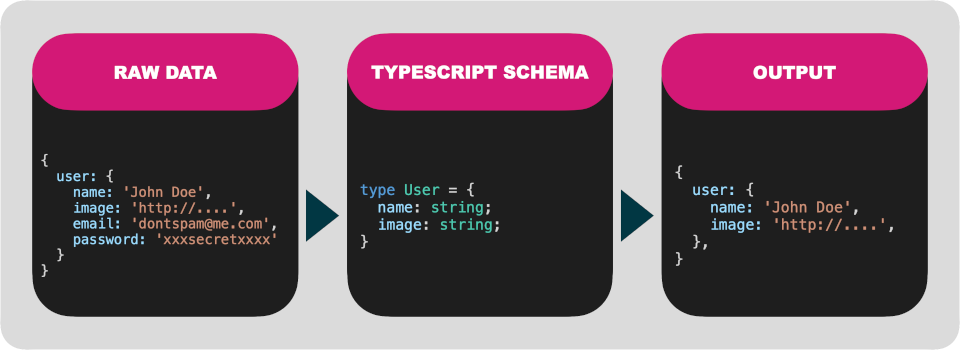 RAW DATA
{
  user: {
    name: 'John Doe',
    image: 'http://....',
    email: 'dontspam@me.com',
    password: 'xxxsecretxxxx'
  }
}
TYPESCRIPT SCHEMA
type User = {
  name: string;
  image: string;
}
OUTPUT
{
  user: {
    name: 'John Doe',
    image: 'http://....',
  },
}